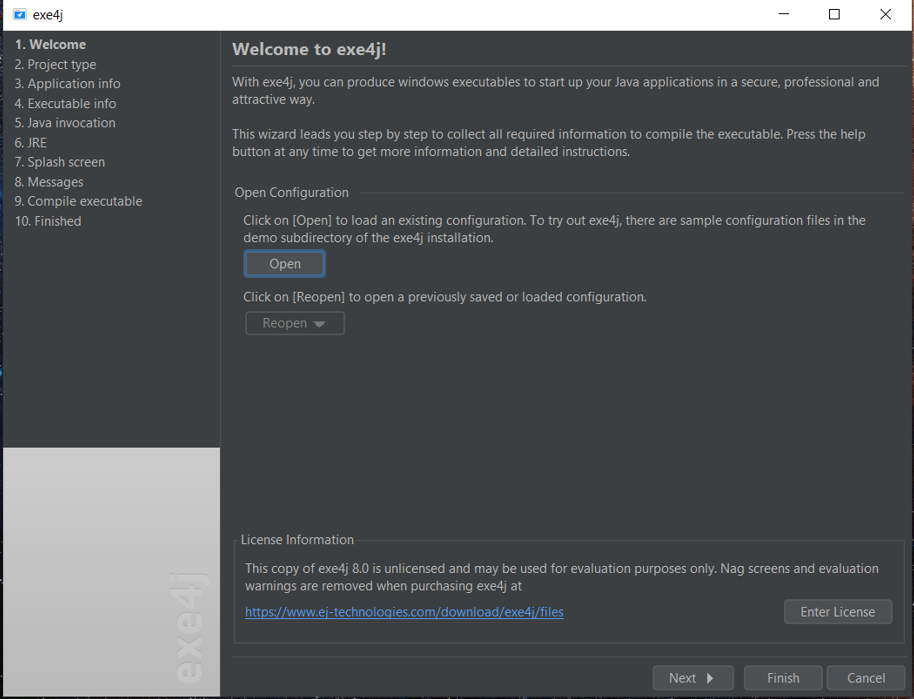 exe4j
1. Welcome
2. Project type
3. Application info
4. Executable info
5. Java invocation
6. JRE
7. Splash screen
8. Messages
9. Compile executable
10. Finished
exe4j
Welcome to exe4j!
With exe4j, you can produce windows executables to start up your Java applications in a secure, professional and
attractive way.
This wizard leads you step by step to collect all required information to compile the executable. Press the help
button at any time to get more information and detailed instructions.
Open Configuration
Click on [Open] to load an existing configuration. To try out exe4j, there are sample configuration files in the
demo subdirectory of the exe4j installation.
Open
Click on [Reopen] to open a previously saved or loaded configuration.
Reopen
License Information
This copy of exe4j 8.0 is unlicensed and may be used for evaluation purposes only. Nag screens and evaluation
warnings are removed when purchasing exe4j at
https://www.ej-technologies.com/download/exe4j/files
Enter License
Next
Finish
Cancel